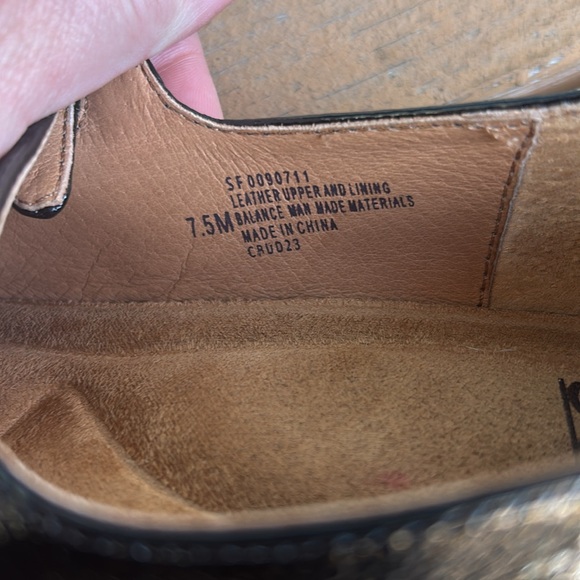 SF0090711
LEATHER UPPER AND LINING
7.5M BALANCE MAN MADE MATERIALS
MADE IN CHINA
CRU023